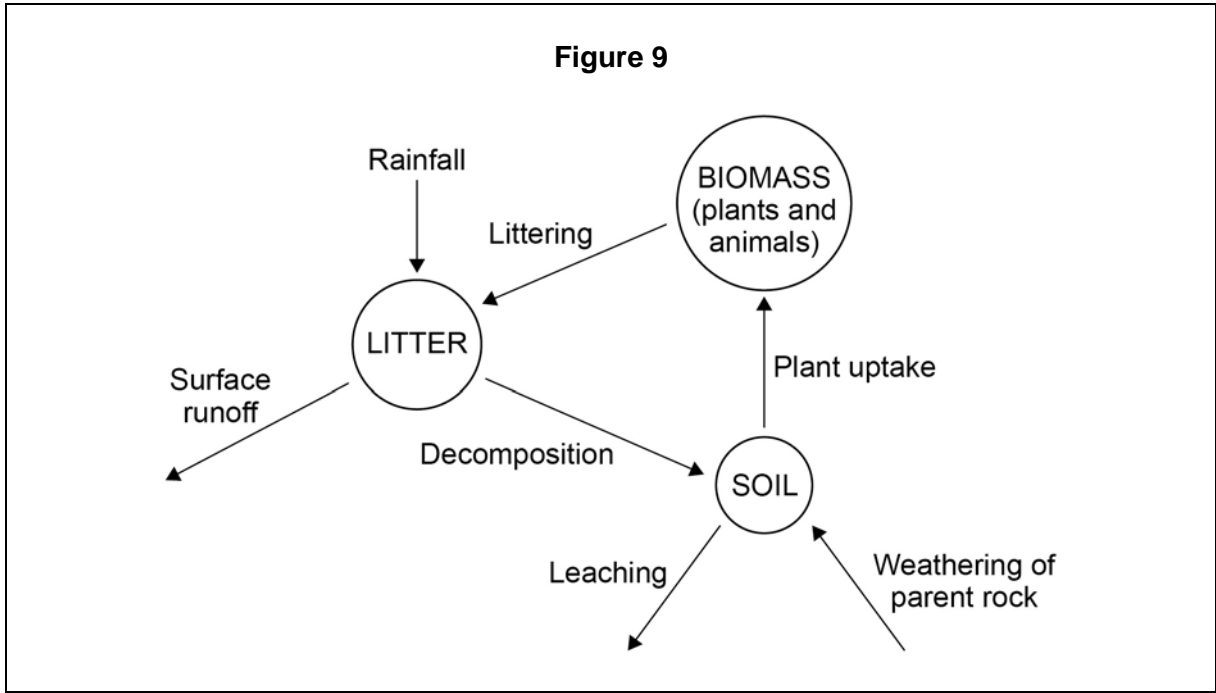 Figure 9
Rainfall
BIOMASS
(plants and
animals)
Littering
LITTER
Surface
runoff
Plant uptake
Decomposition
SOIL
Leaching
Weathering of
parent rock